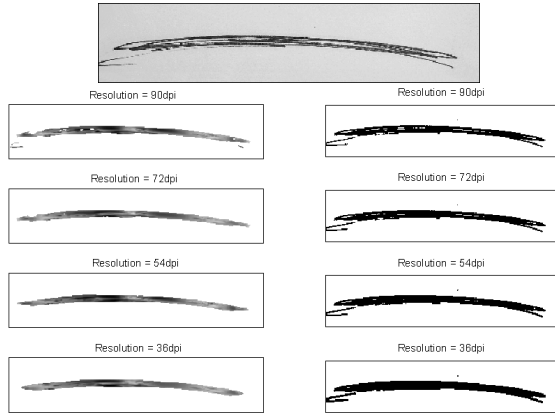 Resolution = 90dpi
Resolution = 90dpi
Resolution = 72dpi
Resolution = 72dpi
Resolution = 54dpi
Resolution = 54dpi
Resolution = 36dpi
Resolution = 36dpi